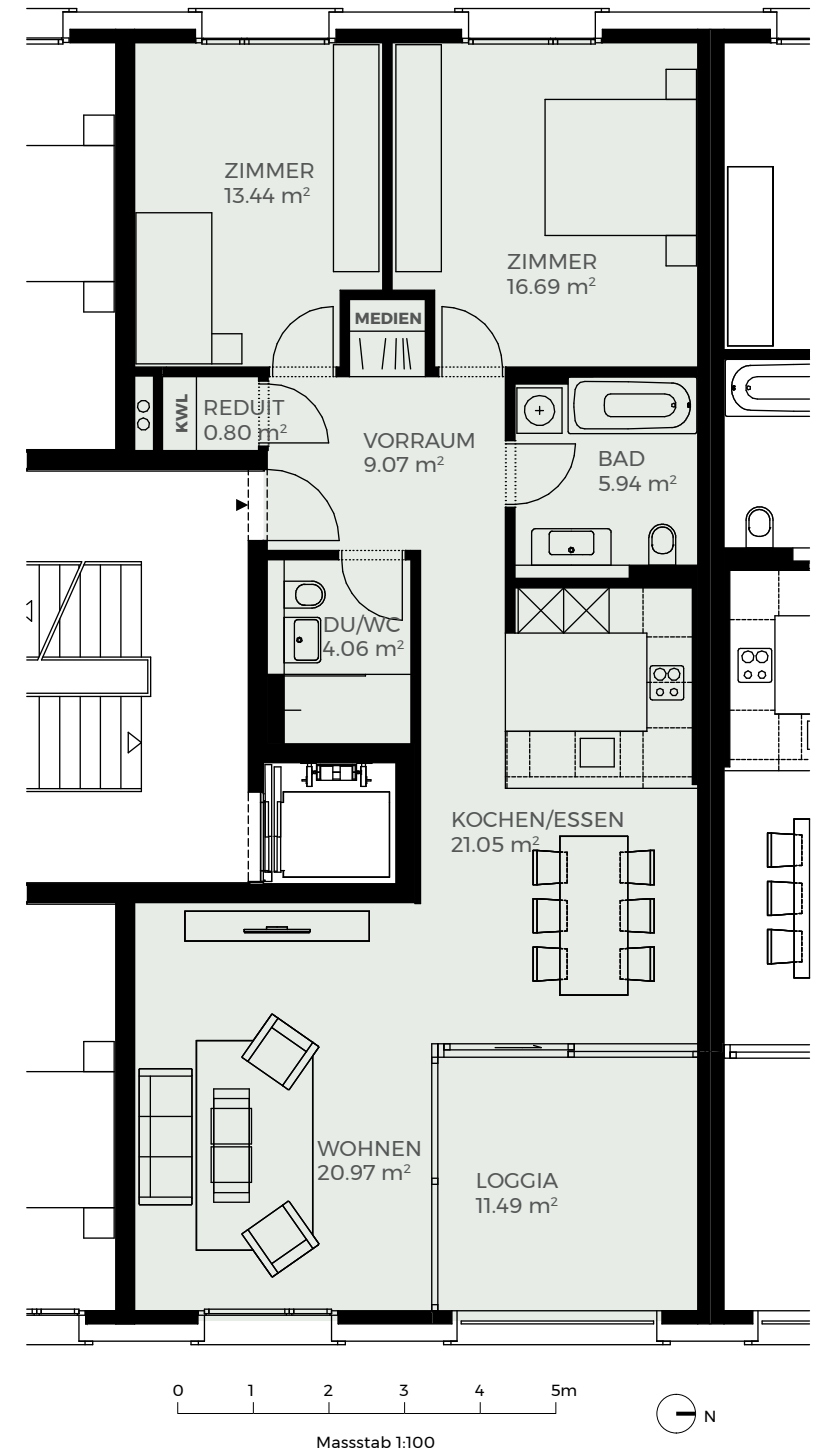 ZIMMER
13.44 m²
ZIMMER
16.69 m²
MEDIEN
KWL
REDUIT
0.80 m²
VORRAUM
9.07 m²
BAD
5.94 m²
DU/WC
4.06 m²
KOCHEN/ESSEN
21.05 m²
WOHNEN
20.97 m²
LOGGIA
11.49 m²
0 1 2 3 4 5m
Massstab 1:100
N